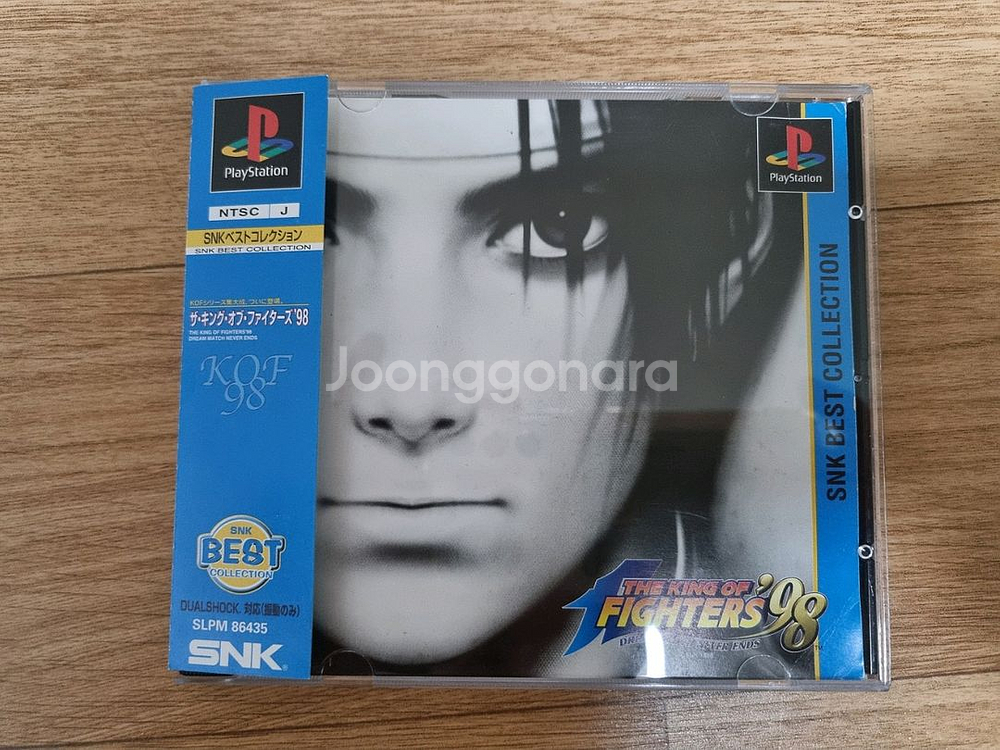 PlayStation
NTSC J
SNKベストコレクション
SNK BEST COLLECTION
KOFシリーズ集大成、ついに登場。
ザ・キング・オブ・ファイターズ'98
THE KING OF FIGHTERS'98
DREAM MATCH NEVER ENDS
KOF
98
SNK
BEST
COLLECTION
DUALSHOCK 対応(振動のみ)
SLPM 86435
SNK
PlayStation
SNK BEST COLLECTION
Joonggonara
THE KING OF
FIGHTERS '98
NEVER ENDS
TM